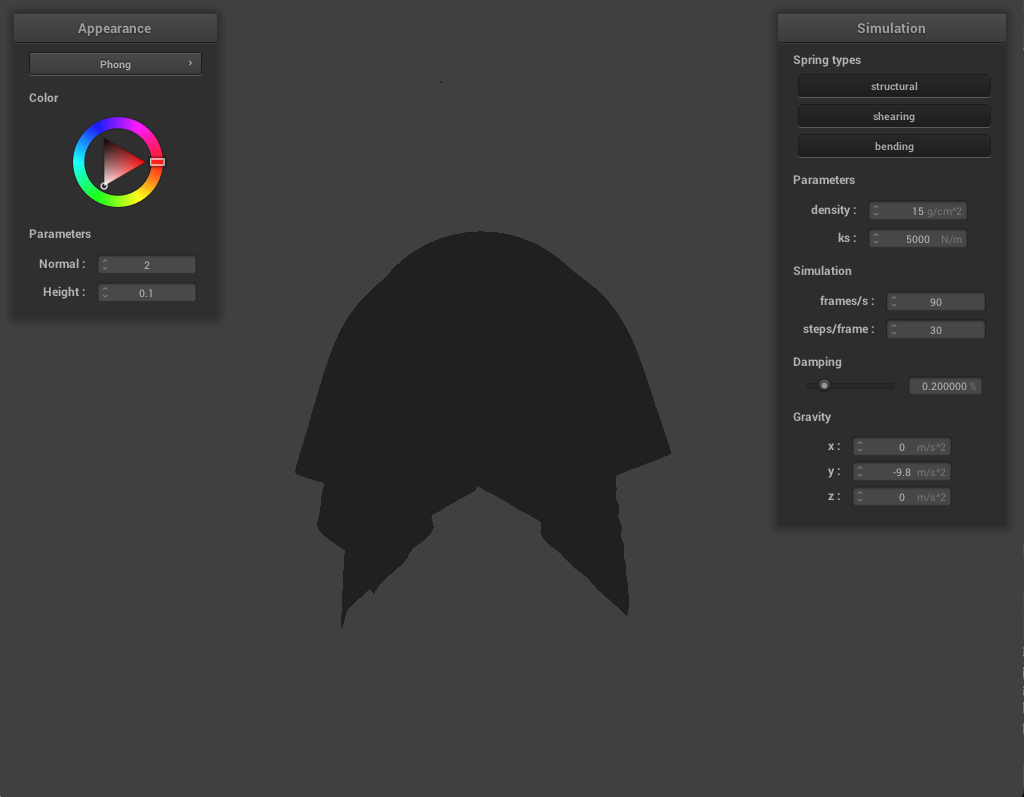 Appearance
Phong
Color
Parameters
Normal : 2
Height : 0.1
Simulation
Spring types
structural
shearing
bending
Parameters
density : 15 g/cm^2
ks : 5000 N/m
Simulation
frames/s : 90
steps/frame : 30
Damping
0.200000 %
Gravity
x : 0 m/s^2
y : -9.8 m/s^2
z : 0 m/s^2